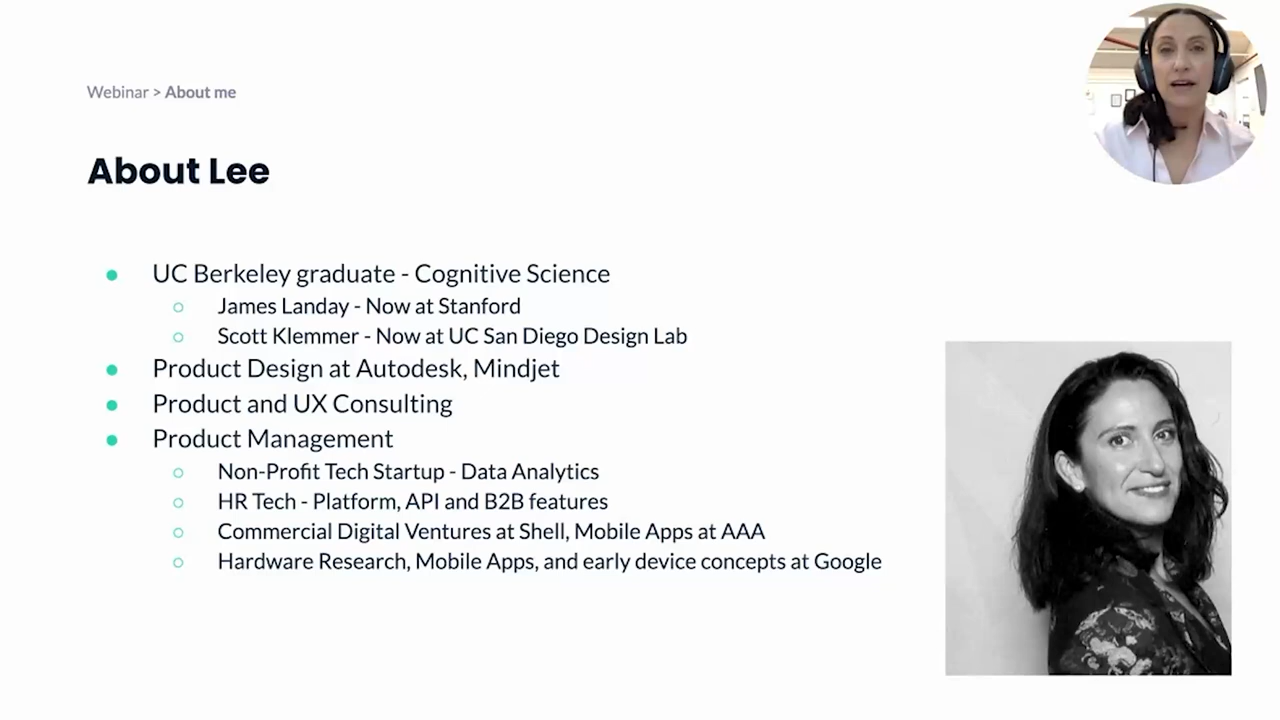 Webinar > About me
About Lee
UC Berkeley graduate - Cognitive Science
James Landay - Now at Stanford
Scott Klemmer - Now at UC San Diego Design Lab
Product Design at Autodesk, Mindjet
Product and UX Consulting
Product Management
Non-Profit Tech Startup - Data Analytics
HR Tech - Platform, API and B2B features
Commercial Digital Ventures at Shell, Mobile Apps at AAA
Hardware Research, Mobile Apps, and early device concepts at Google